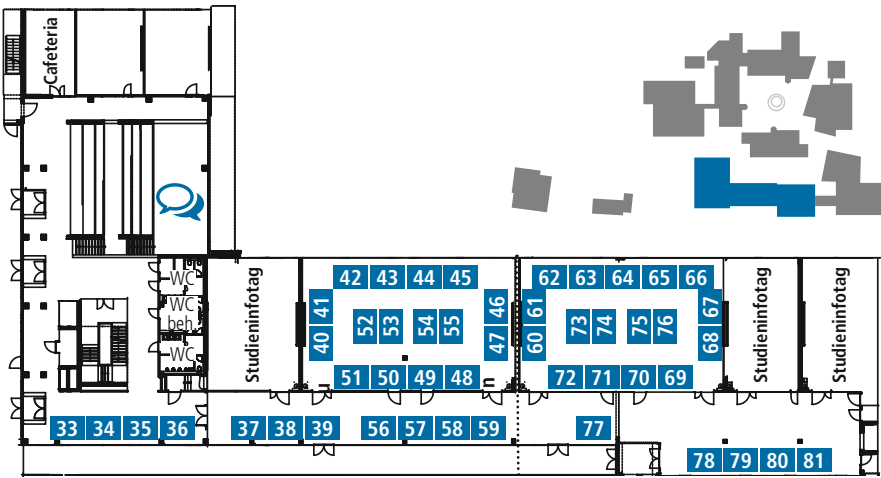 Cafeteria
WC
WC
beh.
WC
Studieninfotag
42 43 44 45
41
40
46
47
52
53
54
55
51 50 49 48
u
n
62 63 64 65 66
61
60
67
68
73
74
75
76
72 71 70 69
Studieninfotag
Studieninfotag
33 34 35 36
37 38 39
56 57 58 59
77
78 79 80 81